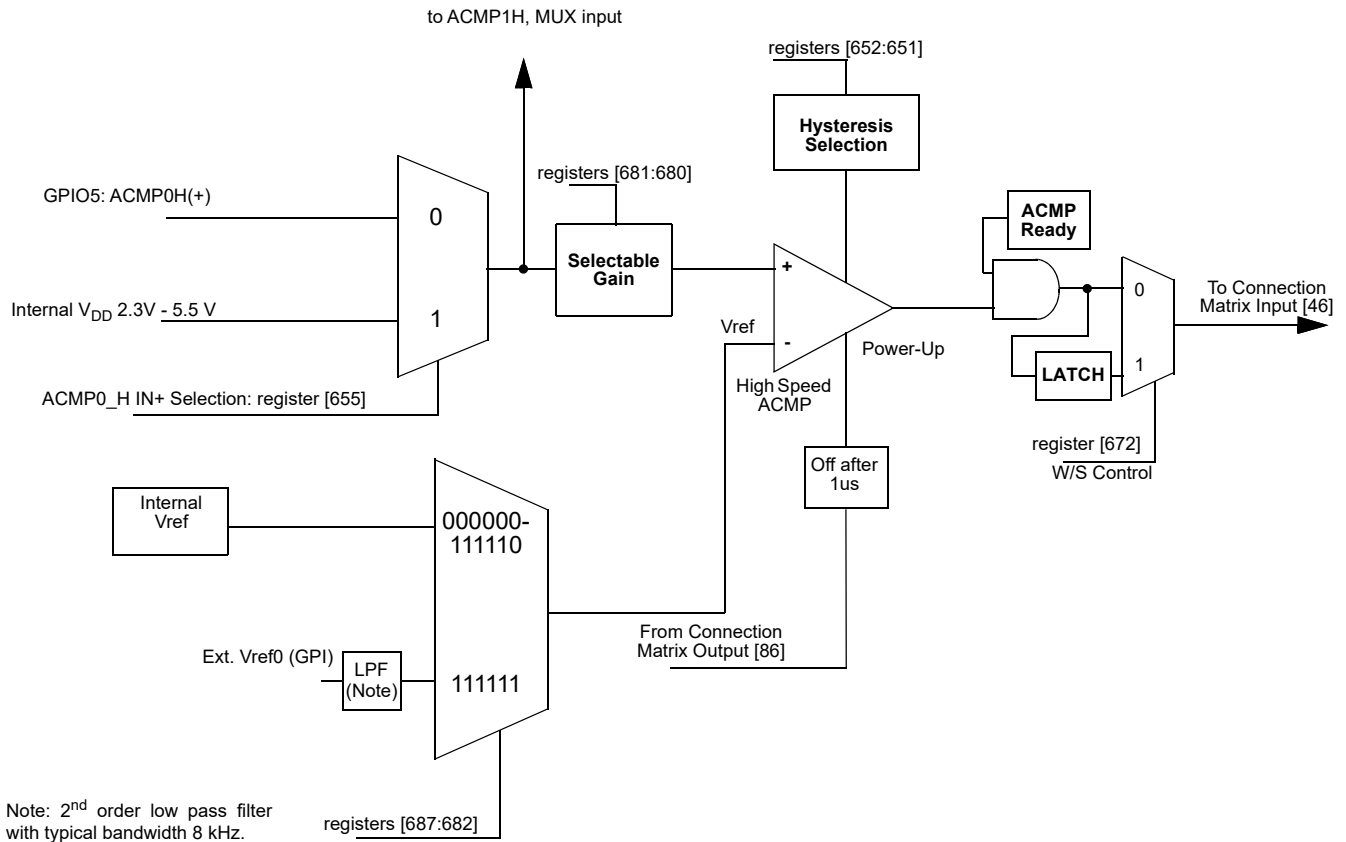 to ACMP1H, MUX input
registers [652:651]
Hysteresis
Selection
registers [681:680]
GPIO5: ACMP0H(+)
0
Selectable
Gain
+
ACMP
Ready
Internal VDD 2.3V - 5.5 V
1
Vref
-
Power-Up
0
To Connection
Matrix Input [46]
LATCH
1
High Speed
ACMP
ACMP0_H IN+ Selection: register [655]
register [672]
W/S Control
Off after
1us
Internal
Vref
000000-
111110
From Connection
Matrix Output [86]
Ext. Vref0 (GPI)
LPF
(Note)
111111
Note: 2nd order low pass filter
with typical bandwidth 8 kHz.
registers [687:682]